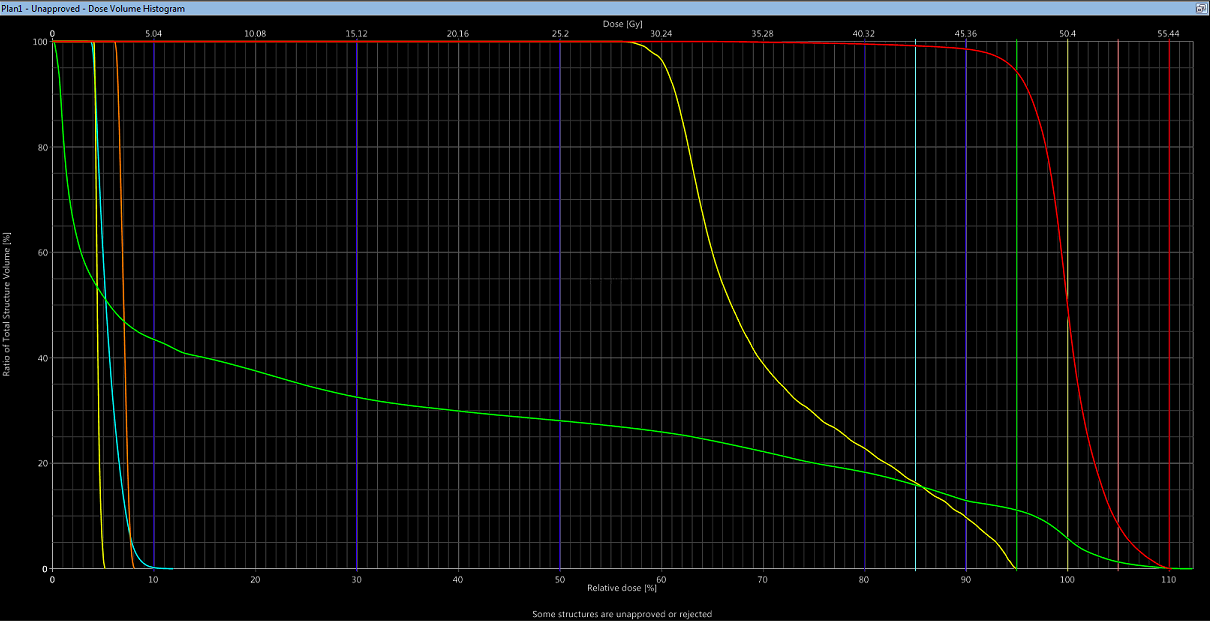 Plan1 - Unapproved - Dose Volume Histogram
Dose [Gy]
0 5.04 10.08 15.12 20.16 25.2 30.24 35.28 40.32 45.36 50.4 55.44
100
80
60
40
20
0
Ratio of Total Structure Volume [%]
0 10 20 30 40 50 60 70 80 90 100 110
Relative dose [%]
Some structures are unapproved or rejected